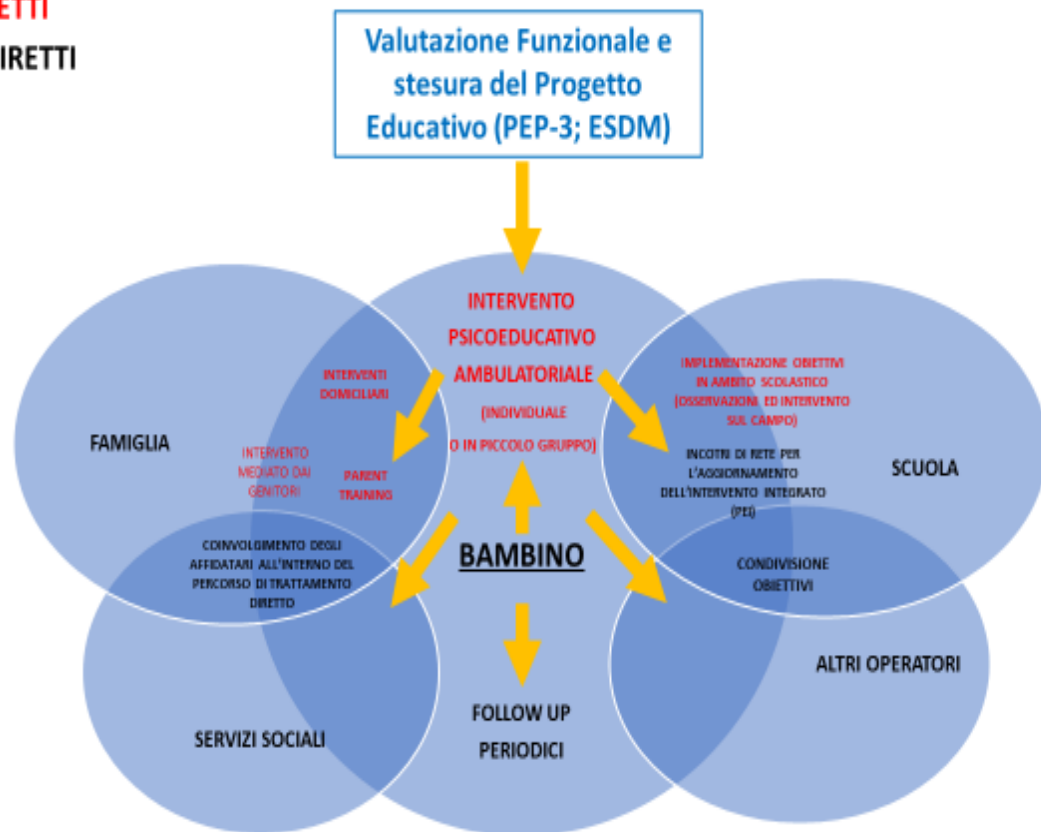 ETTI
IRETTI
Valutazione Funzionale e
stesura del Progetto
Educativo (PEP-3; ESDM)
INTERVENTO
PSICOEDUCATIVO
AMBULATORIALE
(INDIVIDUALE
O IN PICCOLO GRUPPO)
INTERVENTI
DOMICILIARI
FAMIGLIA
INTERVENTO
MEDIATO DAI
GENITORI
PARENT
TRAINING
IMPLEMENTAZIONE OBIETTIVI
IN AMBITO SCOLASTICO
(OSSERVAZIONI ED INTERVENTO
SUL CAMPO)
INCOTRI DI RETE PER
L'AGGIORNAMENTO
DELL'INTERVENTO INTEGRATO
(PEI)
SCUOLA
COINVOLGIMENTO DEGLI
AFFIDATARI ALL'INTERNO DEL
PERCORSO DI TRATTAMENTO
DIRETTO
BAMBINO
CONDIVISIONE
OBIETTIVI
ALTRI OPERATORI
SERVIZI SOCIALI
FOLLOW UP
PERIODICI